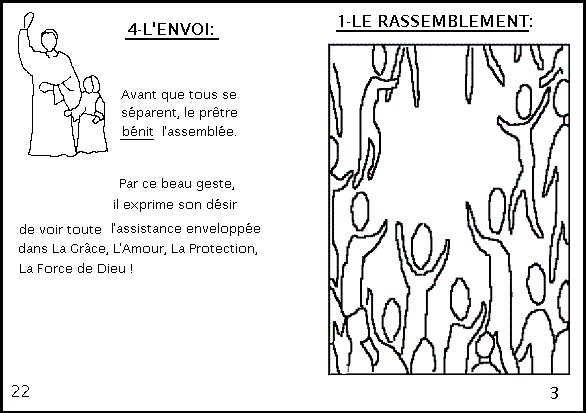 4-L'ENVOI:
Avant que tous se
séparent, le prêtre
bénit l'assemblée.
Par ce beau geste,
il exprime son désir
de voir toute l'assistance enveloppée
dans La Grâce, L'Amour, La Protection,
La Force de Dieu !
22
1-LE RASSEMBLEMENT:
3